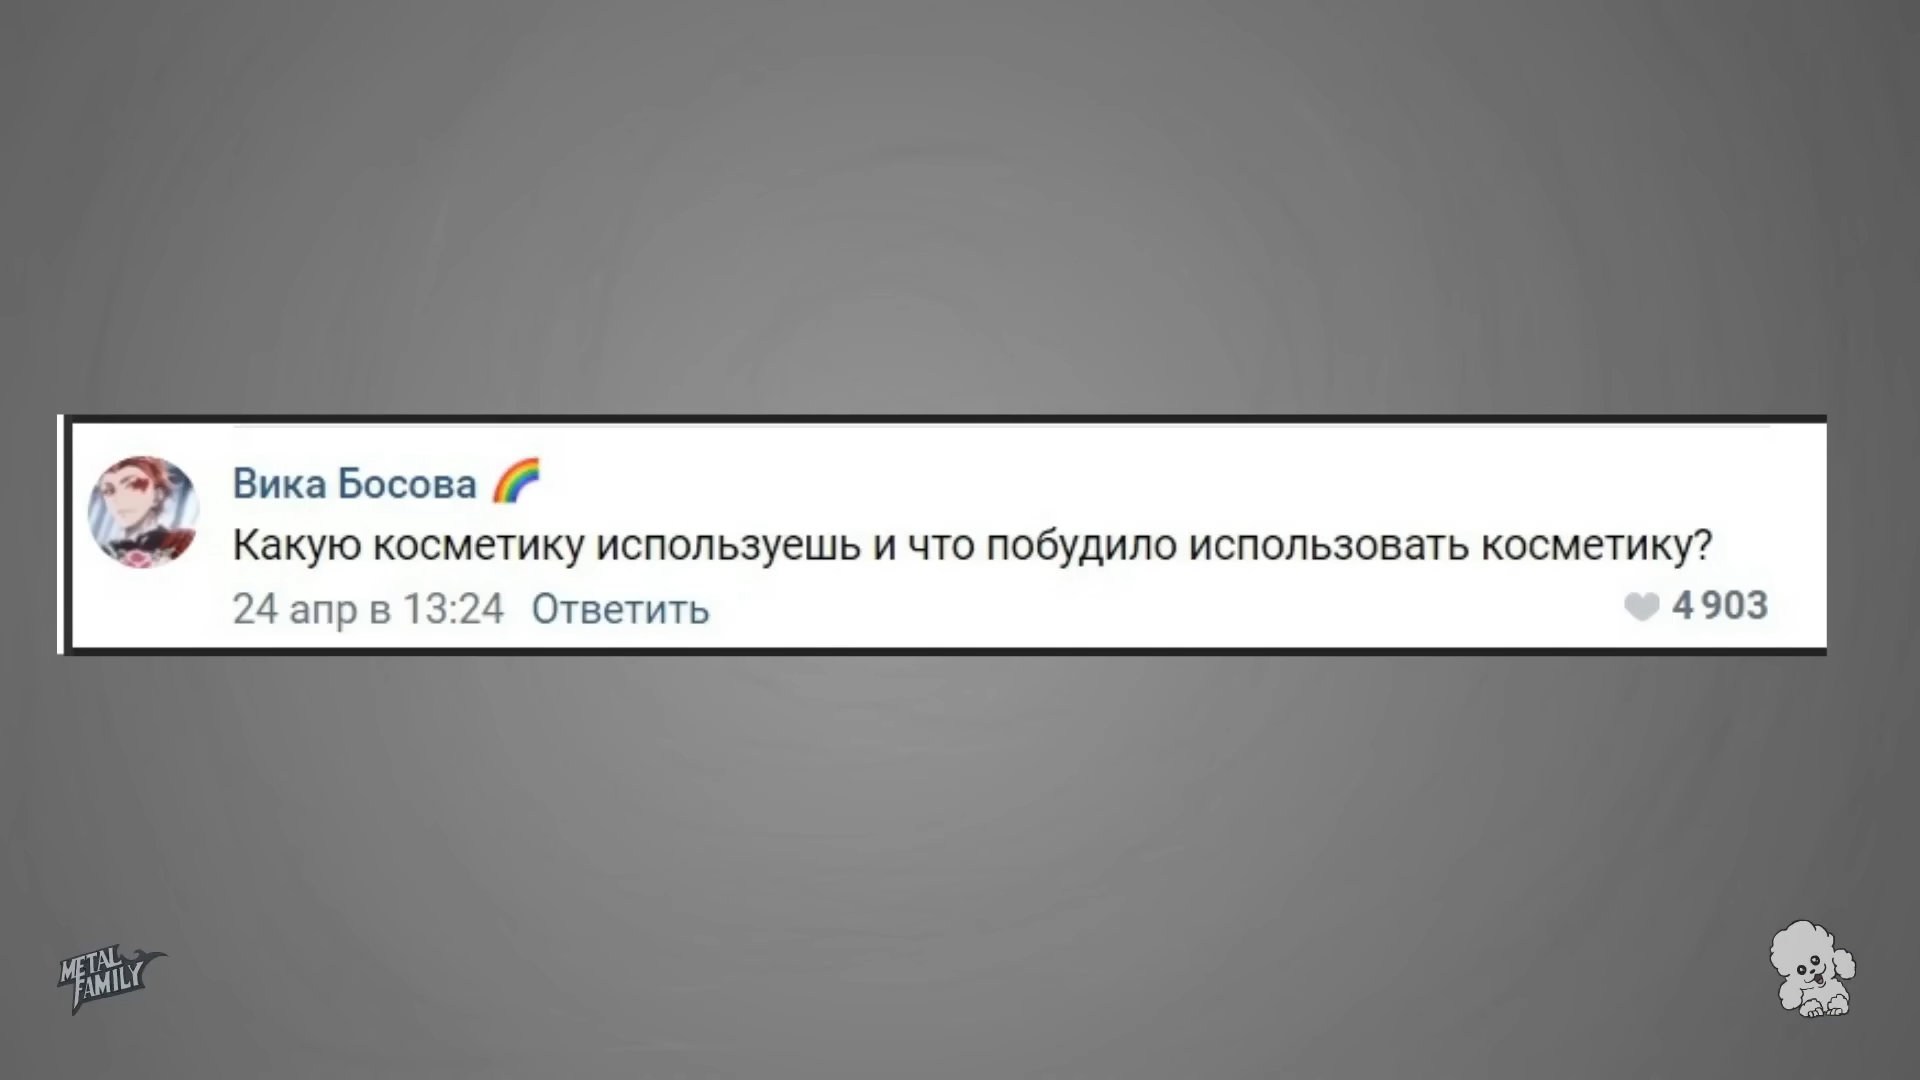 Вика Босова 🌈
Какую косметику используешь и что побудило использовать косметику?
24 апр в 13:24 Ответить
4 903
METAL
FAMILY